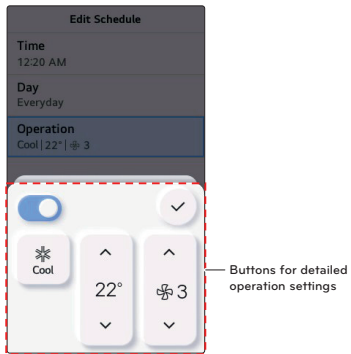 Edit Schedule
Time
12:20 AM
Day
Everyday
Operation
Cool | 22° | 3
Cool
22°
3
Buttons for detailed
operation settings